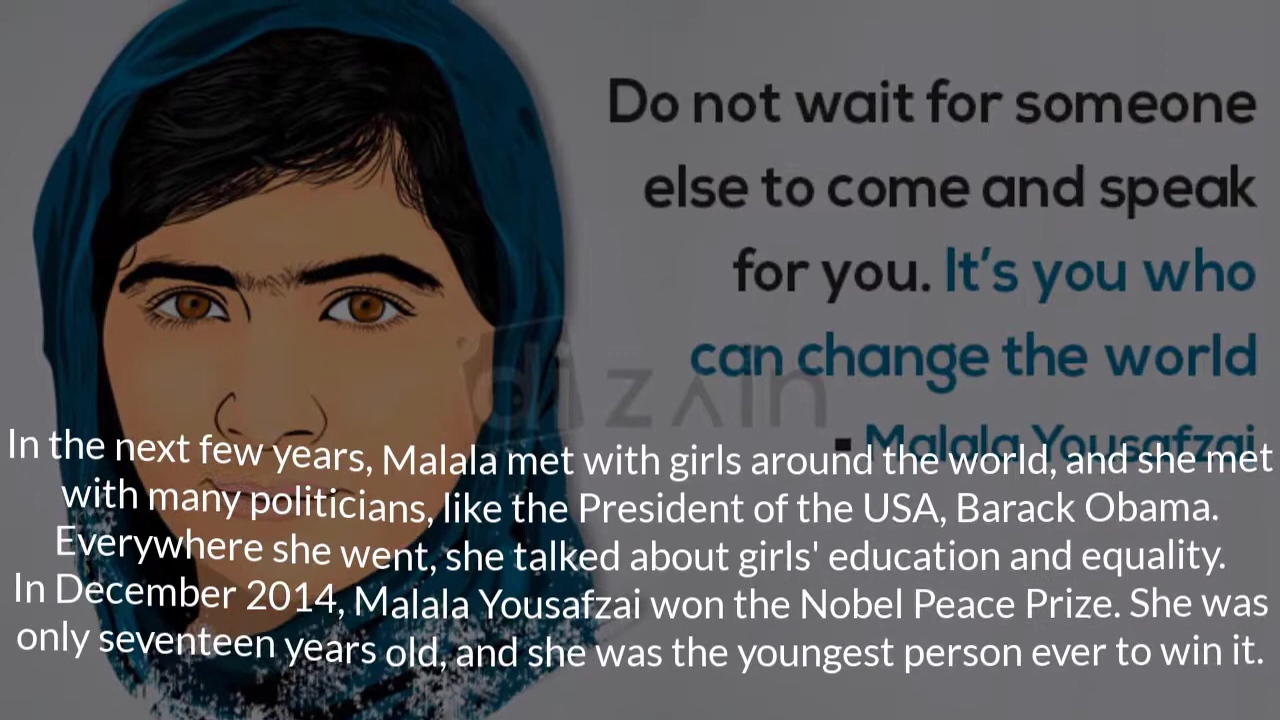 Do not wait for someone
else to come and speak
for you. It's you who
can change the world
dizain
- Malala Yousafzai
In the next few years, Malala met with girls around the world, and she met
with many politicians, like the President of the USA, Barack Obama.
Everywhere she went, she talked about girls' education and equality.
In December 2014, Malala Yousafzai won the Nobel Peace Prize. She was
only seventeen years old, and she was the youngest person ever to win it.